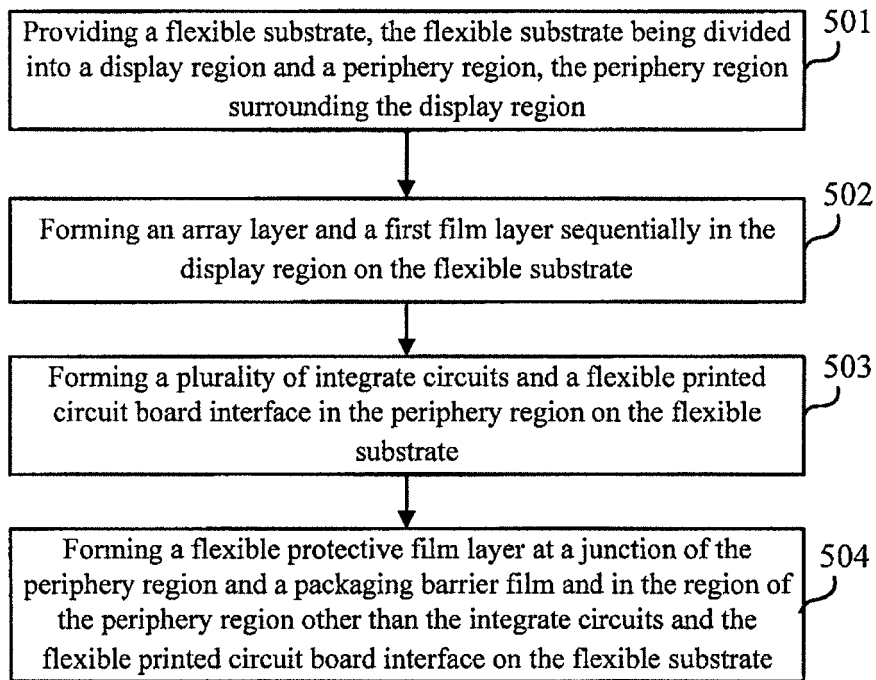 Providing a flexible substrate, the flexible substrate being divided
into a display region and a periphery region, the periphery region
surrounding the display region
501
Forming an array layer and a first film layer sequentially in the
display region on the flexible substrate
502
Forming a plurality of integrate circuits and a flexible printed
circuit board interface in the periphery region on the flexible
substrate
503
Forming a flexible protective film layer at a junction of the
periphery region and a packaging barrier film and in the region of
the periphery region other than the integrate circuits and the
flexible printed circuit board interface on the flexible substrate
504